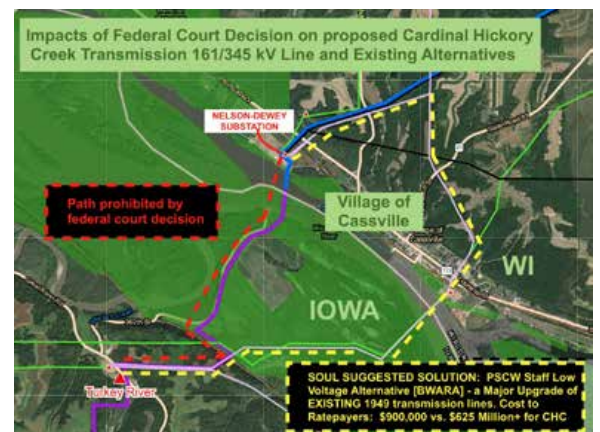 Impacts of Federal Court Decision on proposed Cardinal Hickory
Creek Transmission 161/345 kV Line and Existing Alternatives
NELSON-DEWEY
SUBSTATION
Path prohibited by
federal court decision
Village of
Cassville
WI
IOWA
Turkey River
SOUL SUGGESTED SOLUTION: PSCW Staff Low
Voltage Alternative [BWARA] - a Major Upgrade of
EXISTING 1949 transmission lines. Cost to
Ratepayers: $900,000 vs. $625 Million+ for CHC